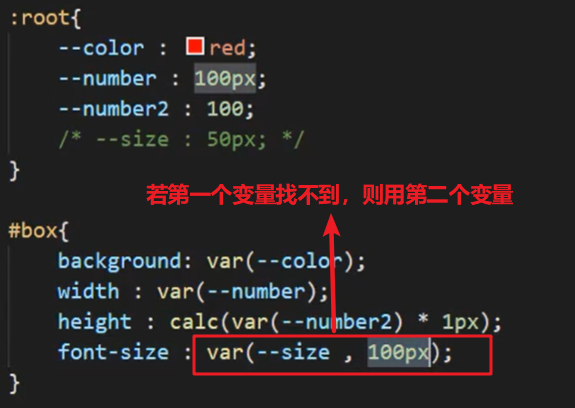 :root{
--color : red;
--number : 100px;
--number2 : 100;
/* --size : 50px; */
}
若第一个变量找不到，则用第二个变量
#box{
background: var(--color);
width : var(--number);
height : calc(var(--number2) * 1px);
font-size : var(--size , 100px);
}